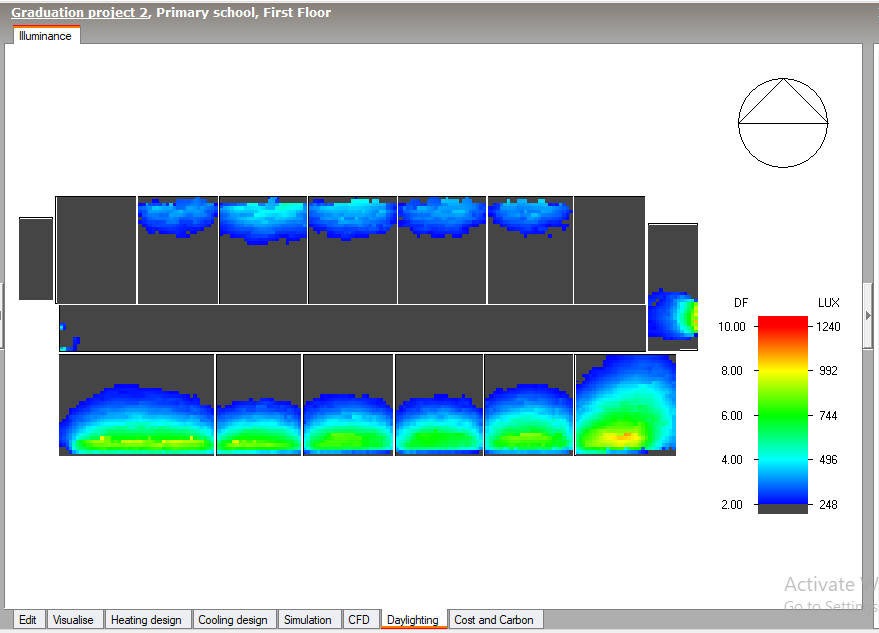 Graduation project 2, Primary school, First Floor
Illuminance
DF LUX
10.00 1240
8.00 992
6.00 744
4.00 496
2.00 248
Activate W
Go to Settings
Edit Visualise Heating design Cooling design Simulation CFD Daylighting Cost and Carbon